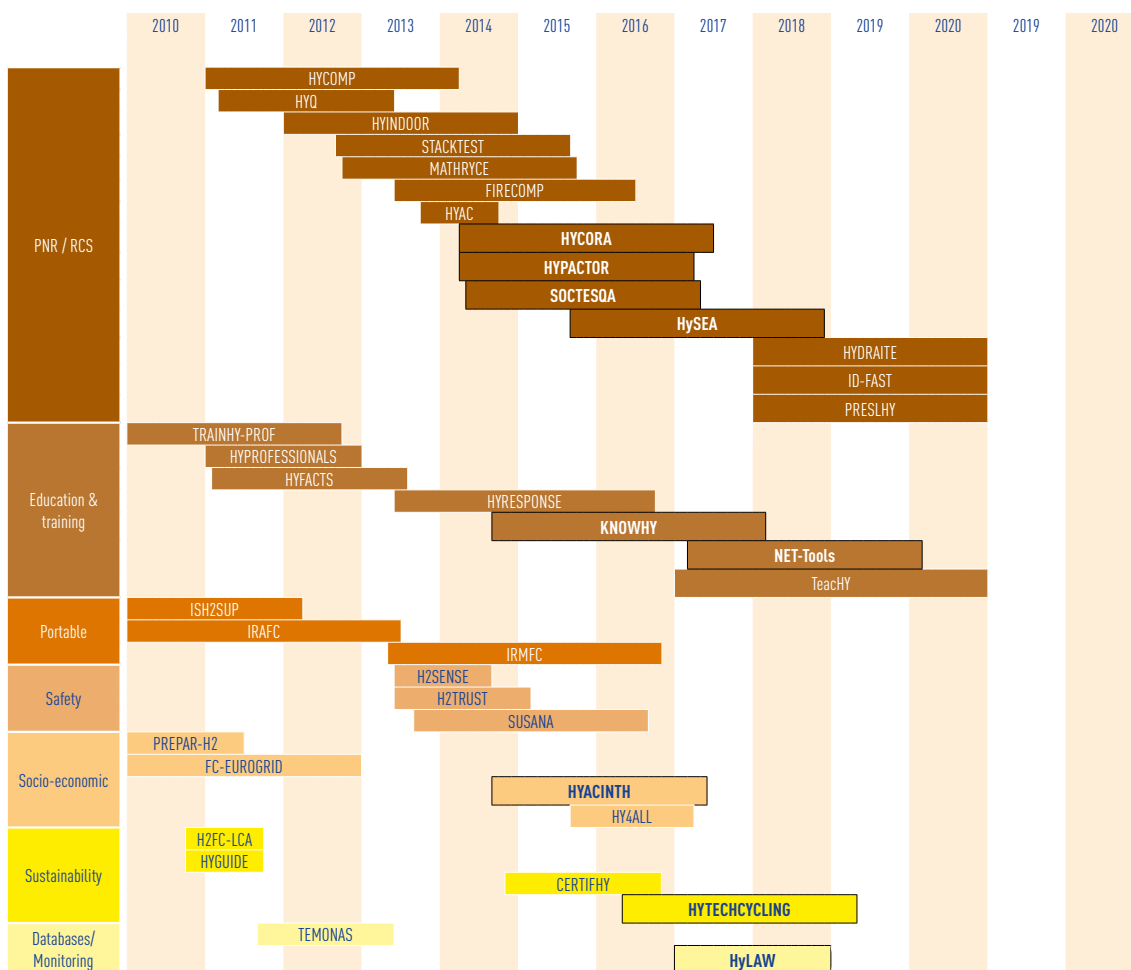 2010 2011 2012 2013 2014 2015 2016 2017 2018 2019 2020 2019 2020
PNR / RCS
HYCOMP
HYQ
HYINDOOR
STACKTEST
MATHRYCE
FIRECOMP
HYAC
HYCORA
HYPACTOR
SOCTESQA
HySEA
HYDRAITE
ID-FAST
PRESLHY
Education &
training
TRAINHY-PROF
HYPROFESSIONALS
HYFACTS
HYRESPONSE
KNOWHY
NET-Tools
TeacHY
Portable
ISH2SUP
IRAFC
IRMFC
Safety
H2SENSE
H2TRUST
SUSANA
Socio-economic
PREPAR-H2
FC-EUROGRID
HYACINTH
HY4ALL
Sustainability
H2FC-LCA
HYGUIDE
CERTIFHY
HYTECHCYCLING
Databases/
Monitoring
TEMONAS
HyLAW